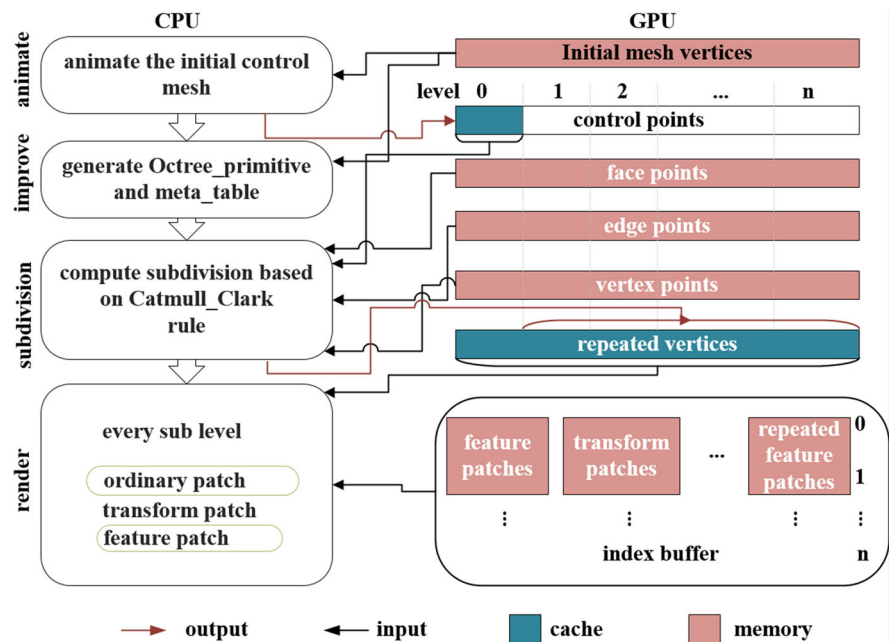 CPU
GPU
animate
animate the initial control
mesh
Initial mesh vertices
level 0 1 2 ... n
control points
improve
generate Octree_primitive
and meta_table
face points
edge points
subdivision
compute subdivision based
on Catmull_Clark
rule
vertex points
repeated vertices
render
every sub level
ordinary patch
transform patch
feature patch
feature
patches
transform
patches
...
repeated
feature
patches
0
1
n
index buffer
output
input
cache
memory